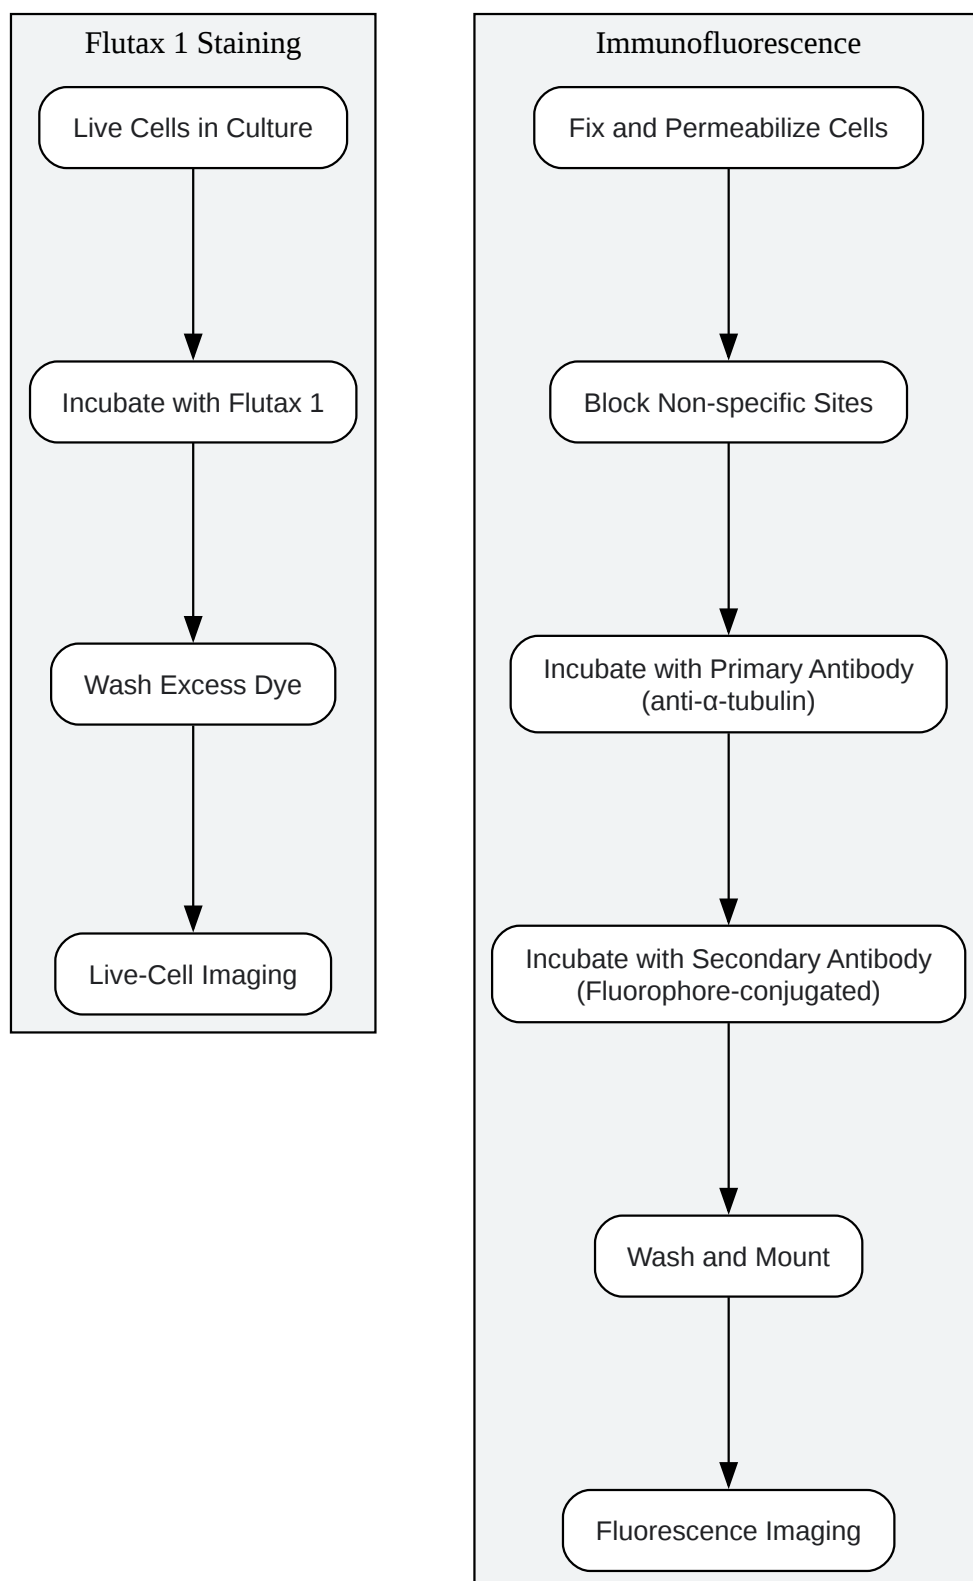 Flutax 1 Staining
Live Cells in Culture
Incubate with Flutax 1
Wash Excess Dye
Live-Cell Imaging
Immunofluorescence
Fix and Permeabilize Cells
Block Non-specific Sites
Incubate with Primary Antibody
(anti-α-tubulin)
Incubate with Secondary Antibody
(Fluorophore-conjugated)
Wash and Mount
Fluorescence Imaging